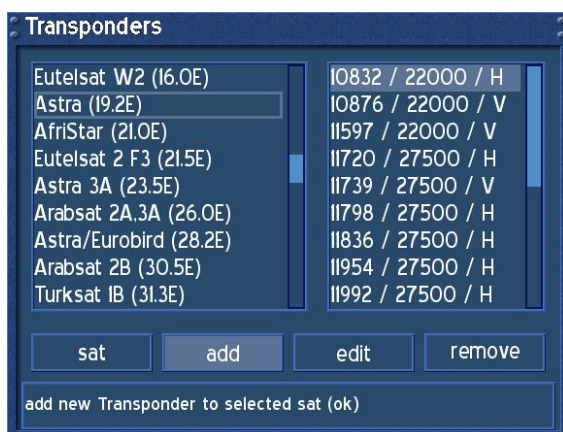 Transponders
Eutelsat W2 (16.0E)
Astra (19.2E)
AfriStar (21.0E)
Eutelsat 2 F3 (21.5E)
Astra 3A (23.5E)
Arabsat 2A,3A (26.0E)
Astra/Eurobird (28.2E)
Arabsat 2B (30.5E)
Turksat 1B (31.3E)
10832 / 22000 / H
10876 / 22000 / V
11597 / 22000 / V
11720 / 27500 / H
11739 / 27500 / V
11798 / 27500 / H
11836 / 27500 / H
11954 / 27500 / H
11992 / 27500 / H
sat add edit remove
add new Transponder to selected sat (ok)